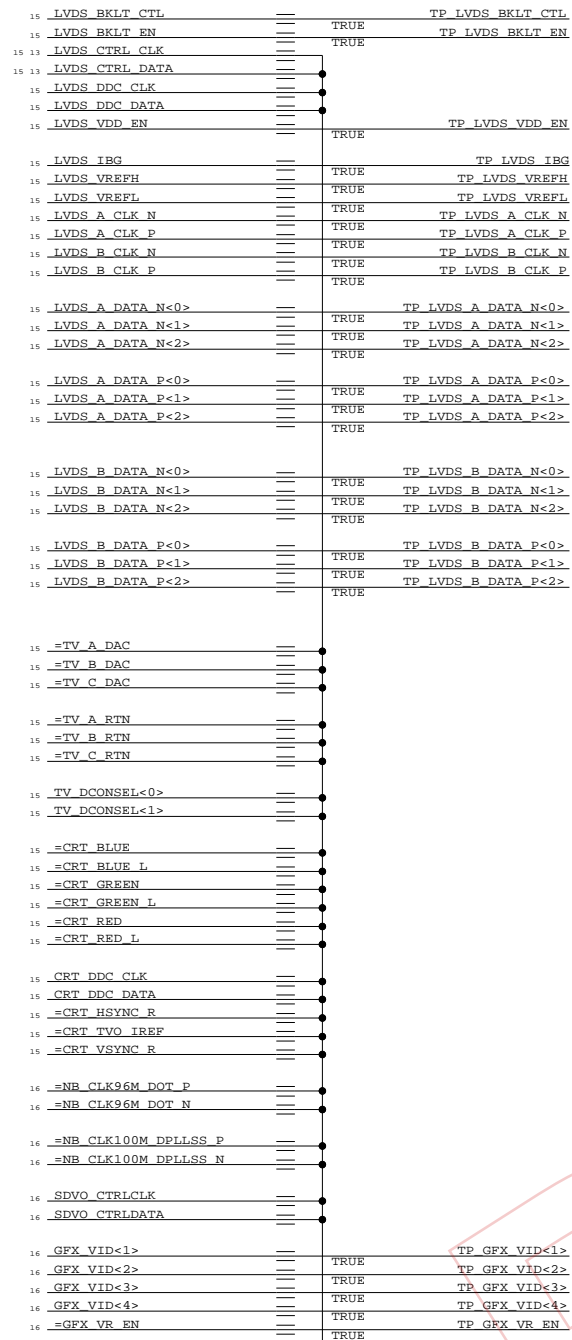 15 LVDS_BKLT_CTL TP_LVDS_BKLT_CTL
TRUE
15 LVDS_BKLT_EN TP_LVDS_BKLT_EN
TRUE
15 13 LVDS_CTRL_CLK
15 13 LVDS_CTRL_DATA
15 LVDS_DDC_CLK
15 LVDS_DDC_DATA
15 LVDS_VDD_EN TP_LVDS_VDD_EN
TRUE
15 LVDS_IBG TP_LVDS_IBG
TRUE
15 LVDS_VREFH TP_LVDS_VREFH
TRUE
15 LVDS_VREFL TP_LVDS_VREFL
TRUE
15 LVDS_A_CLK_N TP_LVDS_A_CLK_N
TRUE
15 LVDS_A_CLK_P TP_LVDS_A_CLK_P
TRUE
15 LVDS_B_CLK_N TP_LVDS_B_CLK_N
TRUE
15 LVDS_B_CLK_P TP_LVDS_B_CLK_P
TRUE
15 LVDS_A_DATA_N<0> TP_LVDS_A_DATA_N<0>
TRUE
15 LVDS_A_DATA_N<1> TP_LVDS_A_DATA_N<1>
TRUE
15 LVDS_A_DATA_N<2> TP_LVDS_A_DATA_N<2>
TRUE
15 LVDS_A_DATA_P<0> TP_LVDS_A_DATA_P<0>
TRUE
15 LVDS_A_DATA_P<1> TP_LVDS_A_DATA_P<1>
TRUE
15 LVDS_A_DATA_P<2> TP_LVDS_A_DATA_P<2>
TRUE
15 LVDS_B_DATA_N<0> TP_LVDS_B_DATA_N<0>
TRUE
15 LVDS_B_DATA_N<1> TP_LVDS_B_DATA_N<1>
TRUE
15 LVDS_B_DATA_N<2> TP_LVDS_B_DATA_N<2>
TRUE
15 LVDS_B_DATA_P<0> TP_LVDS_B_DATA_P<0>
TRUE
15 LVDS_B_DATA_P<1> TP_LVDS_B_DATA_P<1>
TRUE
15 LVDS_B_DATA_P<2> TP_LVDS_B_DATA_P<2>
TRUE
15 =TV_A_DAC
15 =TV_B_DAC
15 =TV_C_DAC
15 =TV_A_RTN
15 =TV_B_RTN
15 =TV_C_RTN
15 TV_DCONSEL<0>
15 TV_DCONSEL<1>
15 =CRT_BLUE
15 =CRT_BLUE_L
15 =CRT_GREEN
15 =CRT_GREEN_L
15 =CRT_RED
15 =CRT_RED_L
15 CRT_DDC_CLK
15 CRT_DDC_DATA
15 =CRT_HSYNC_R
15 =CRT_TVO_IREF
15 =CRT_VSYNC_R
16 =NB_CLK96M_DOT_P
16 =NB_CLK96M_DOT_N
16 =NB_CLK100M_DPLLSS_P
16 =NB_CLK100M_DPLLSS_N
16 SDVO_CTRLCLK
16 SDVO_CTRLDATA
16 GFX_VID<1> TP_GFX_VID<1>
TRUE
16 GFX_VID<2> TP_GFX_VID<2>
TRUE
16 GFX_VID<3> TP_GFX_VID<3>
TRUE
16 GFX_VID<4> TP_GFX_VID<4>
TRUE
16 =GFX_VR_EN TP_GFX_VR_EN
TRUE